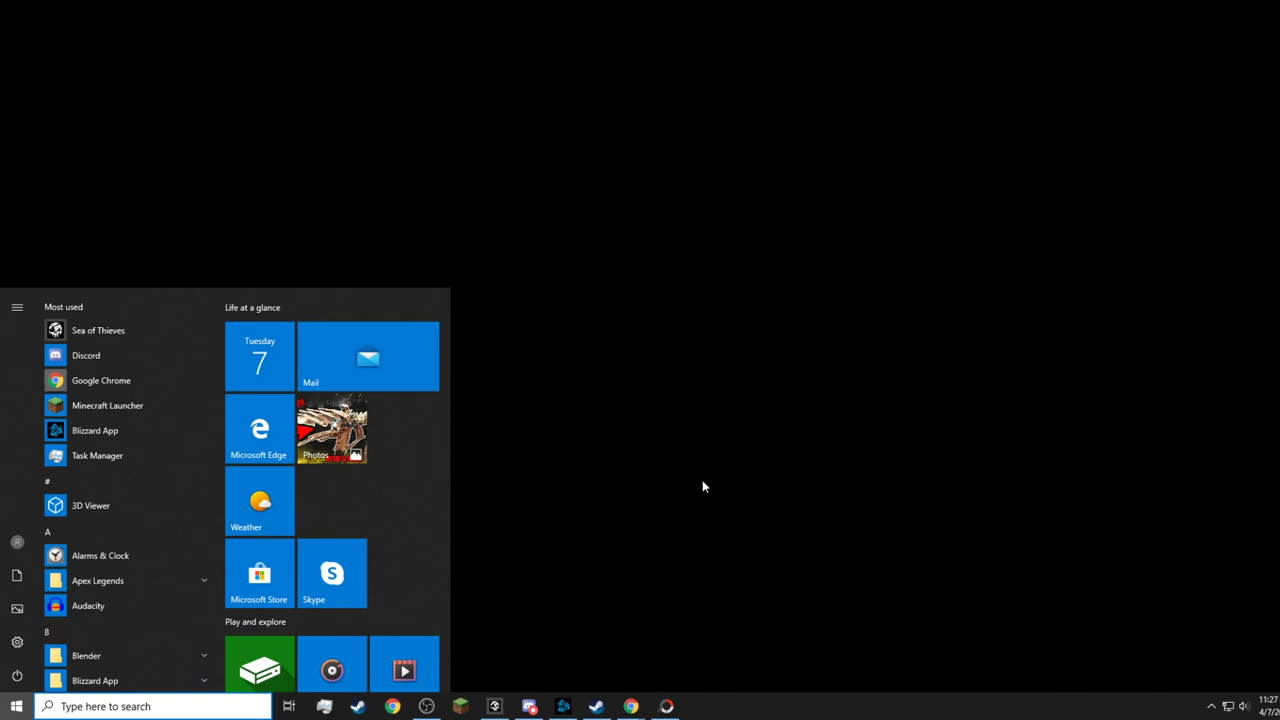 Most used
Sea of Thieves
Discord
Google Chrome
Minecraft Launcher
Blizzard App
Task Manager
#
3D Viewer
A
Alarms & Clock
Apex Legends
Audacity
B
Blender
Blizzard App
Life at a glance
Tuesday
7
Mail
Microsoft Edge
Photos
Weather
Microsoft Store
Skype
Play and explore
Type here to search
11:27
4/7/20